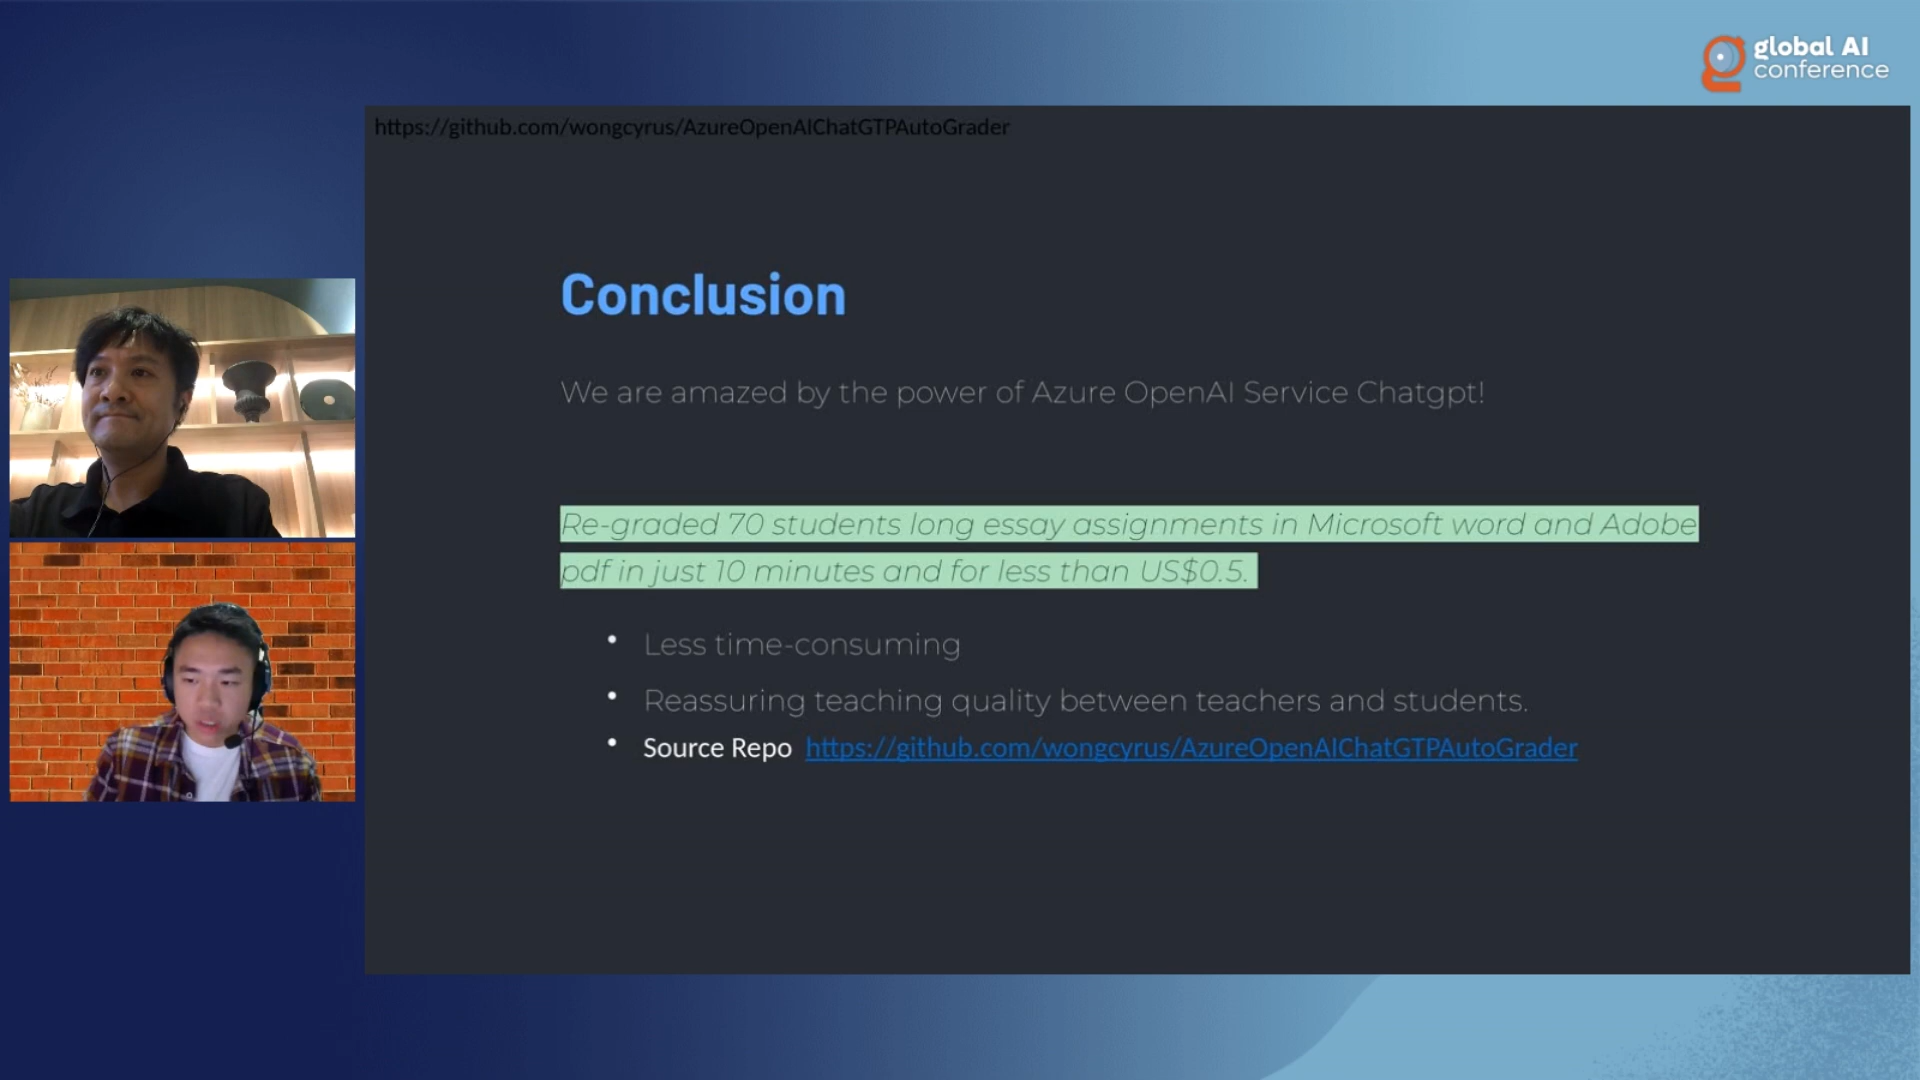 global AI
conference
https://github.com/wongcyrus/AzureOpenAIChatGTPAutoGrader
Conclusion
We are amazed by the power of Azure OpenAI Service Chatgpt!
Re-graded 70 students long essay assignments in Microsoft word and Adobe
pdf in just 10 minutes and for less than US$0.5.
• Less time-consuming
• Reassuring teaching quality between teachers and students.
• Source Repo https://github.com/wongcyrus/AzureOpenAIChatGTPAutoGrader